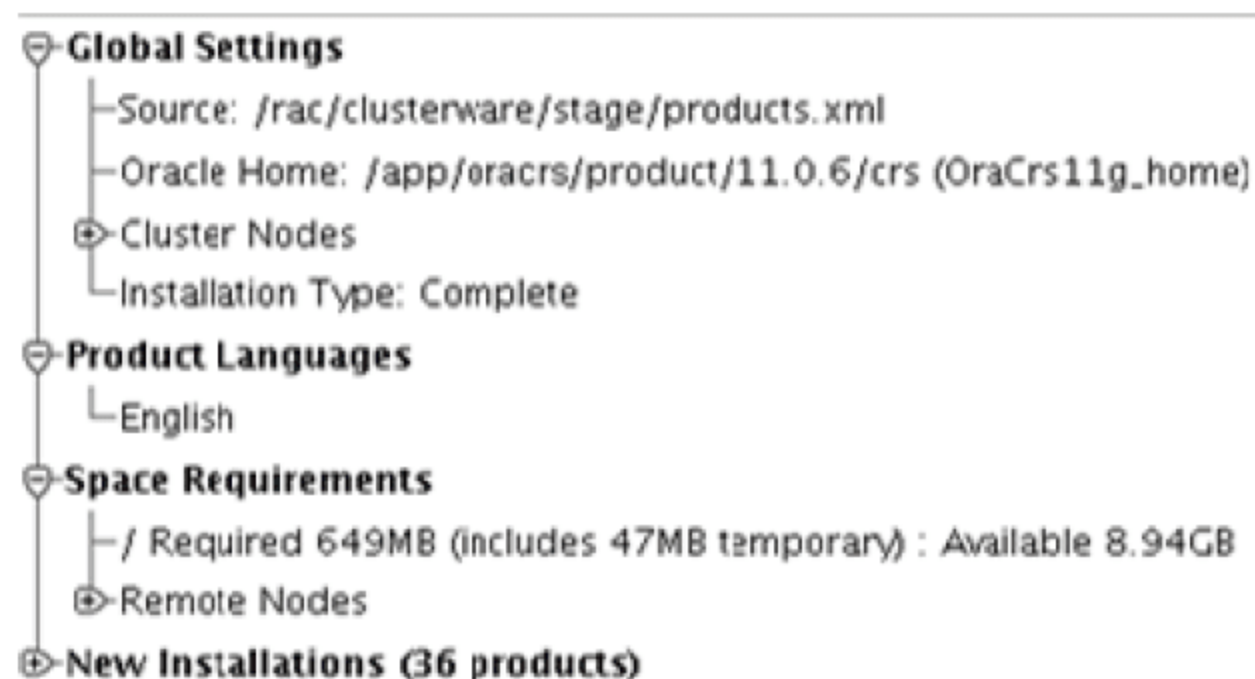 Global Settings
Source: /rac/clusterware/stage/products.xml
Oracle Home: /app/oracrs/product/11.0.6/crs (OraCrs11g_home)
Cluster Nodes
Installation Type: Complete
Product Languages
English
Space Requirements
/ Required 649MB (includes 47MB temporary) : Available 8.94GB
Remote Nodes
New Installations (36 products)